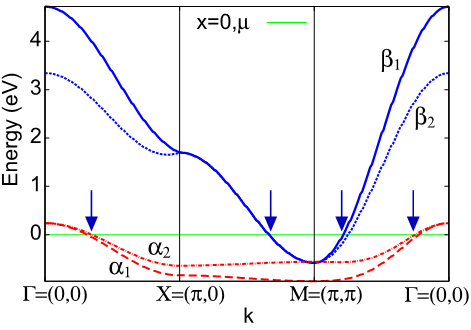 x=0,μ
Energy (eV)
4
3
2
1
0
β1
β2
α2
α1
Γ=(0,0)
X=(π,0)
M=(π,π)
Γ=(0,0)
k